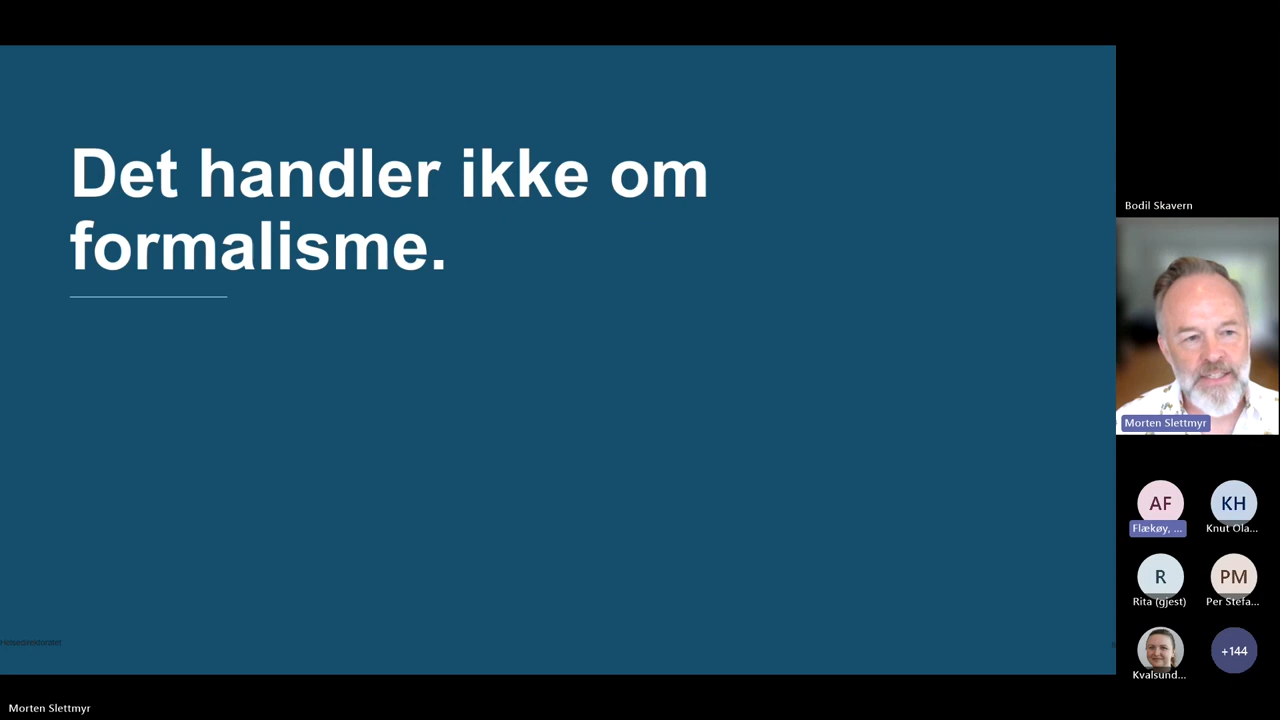 Det handler ikke om
formalisme.
Helsedirektoratet
Bodil Skavern
Morten Slettmyr
AF
KH
Flækøy, ...
Knut Ola...
R
PM
Rita (gjest)
Per Stefa...
+144
Kvalsund...
Morten Slettmyr